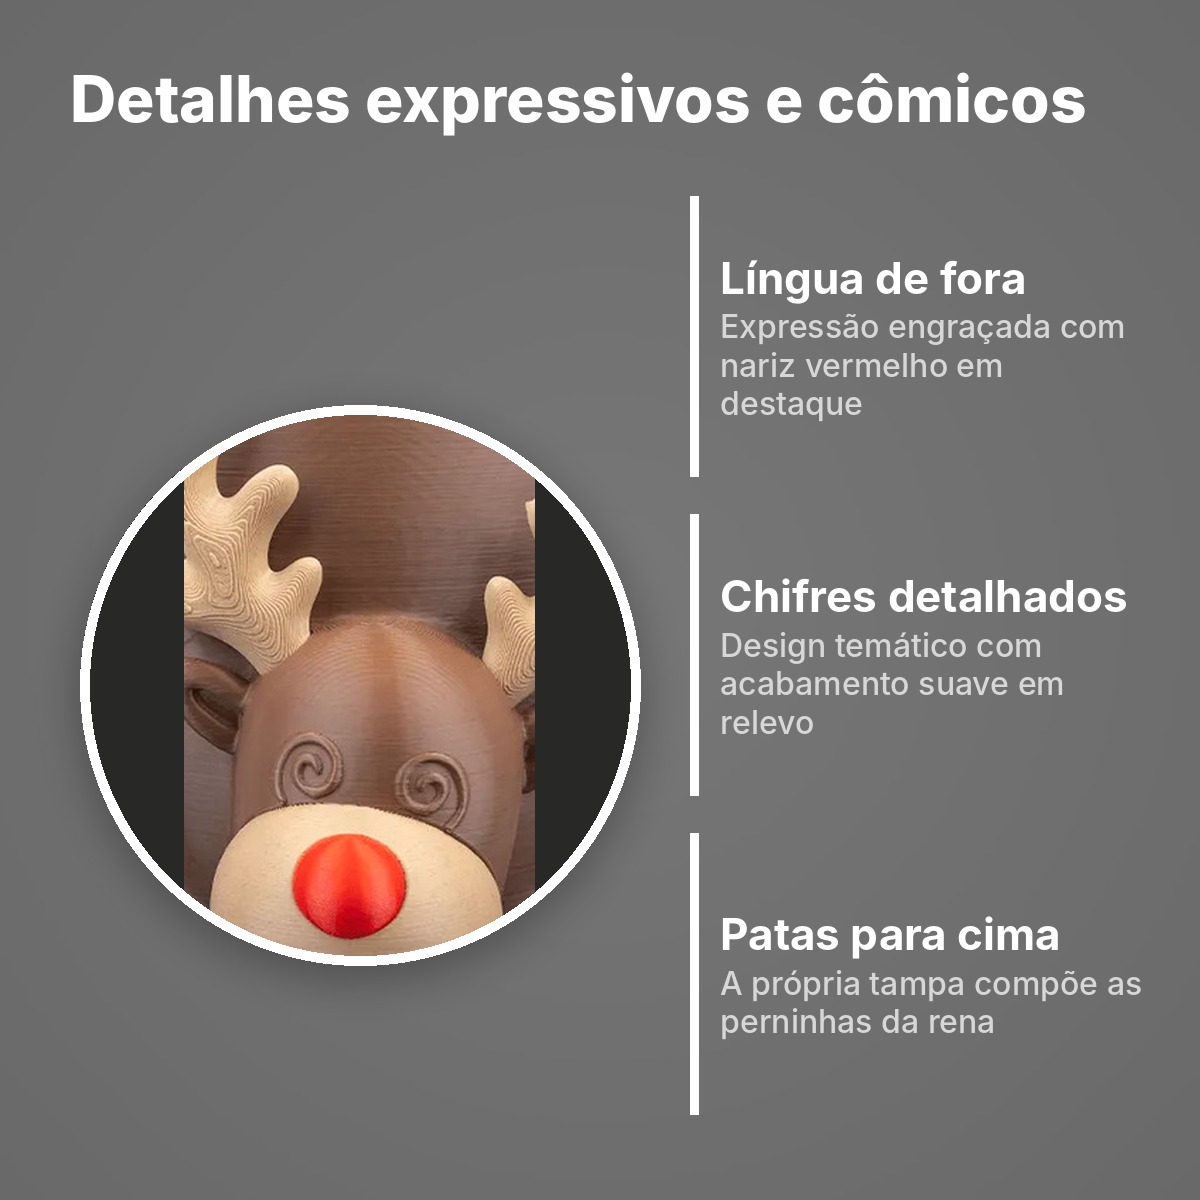 Detalhes expressivos e cômicos
Língua de fora
Expressão engraçada com
nariz vermelho em
destaque
Chifres detalhados
Design temático com
acabamento suave em
relevo
Patas para cima
A própria tampa compõe as
perninhas da rena